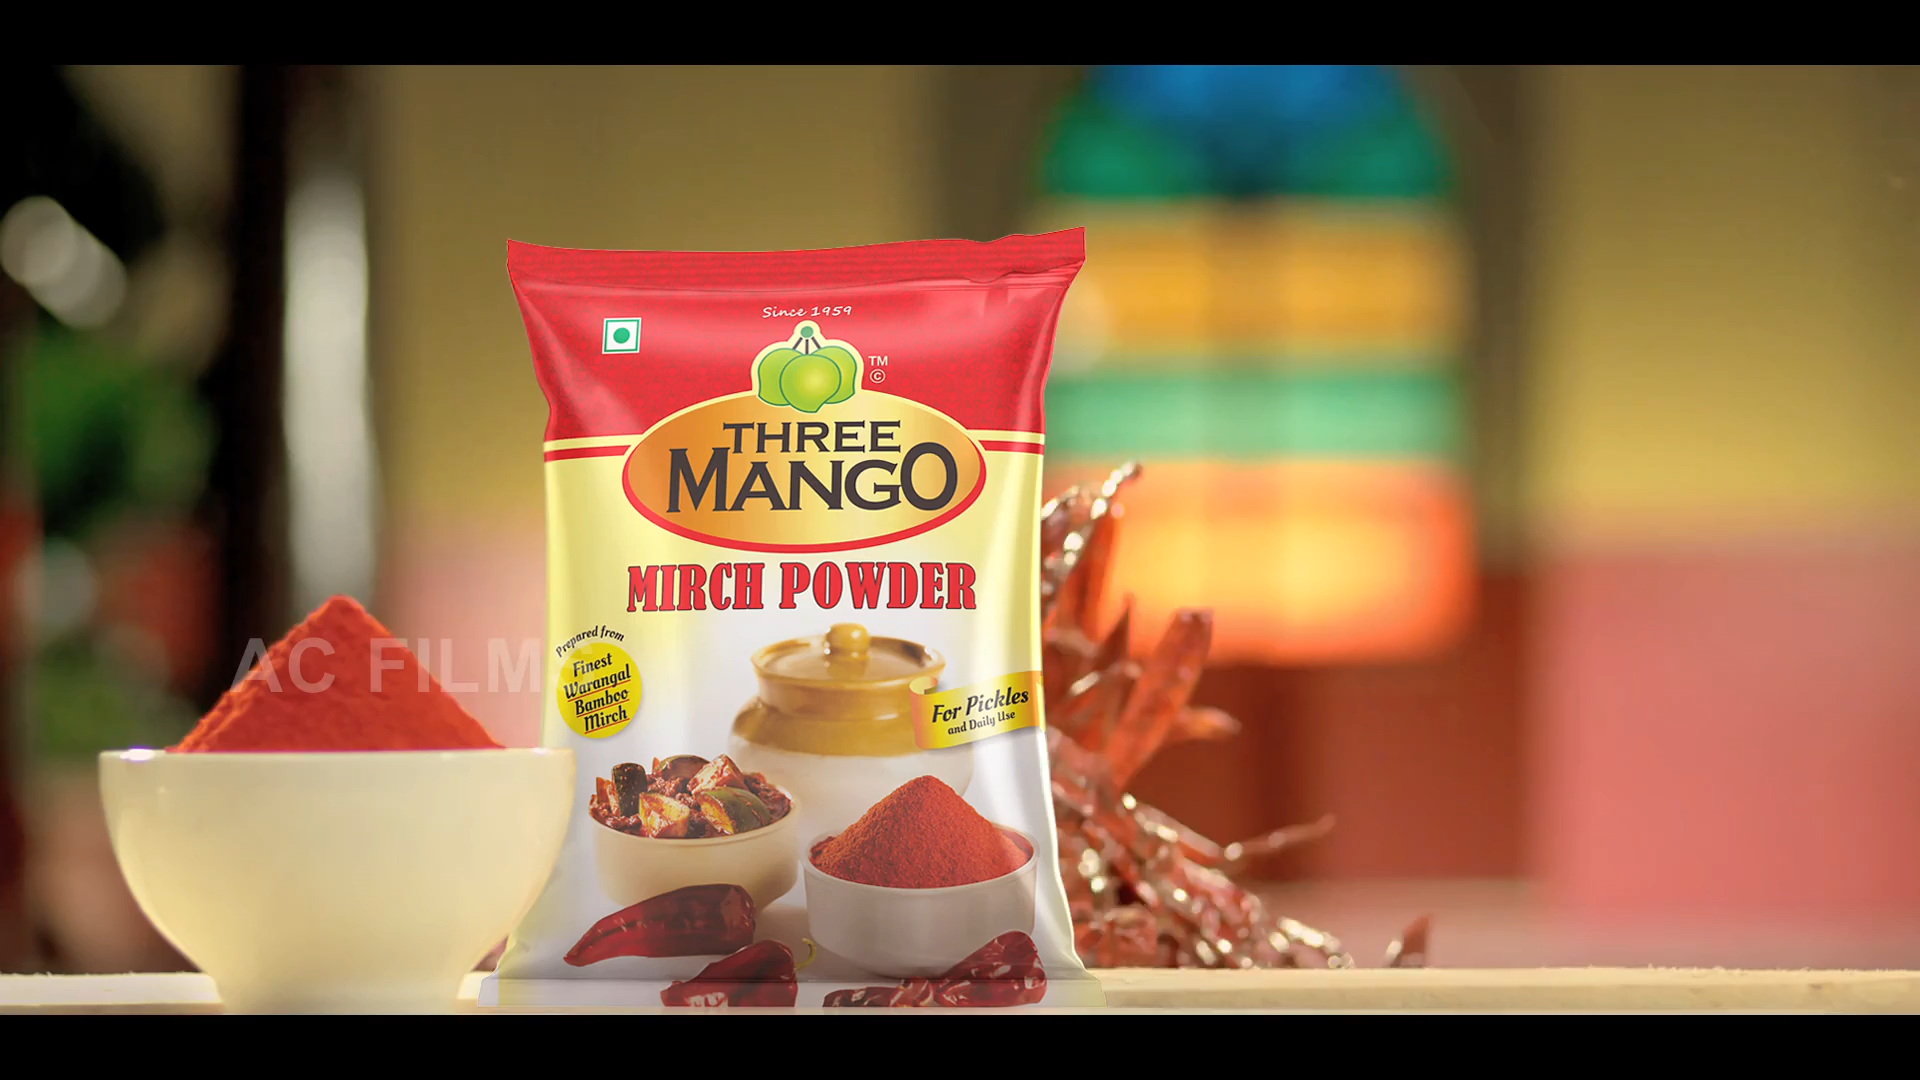 Since 1959
TM
©
THREE
MANGO
MIRCH POWDER
Prepared from
Finest
Warangal
Bamboo
Mirch
For Pickles
and Daily Use
AC FILMS